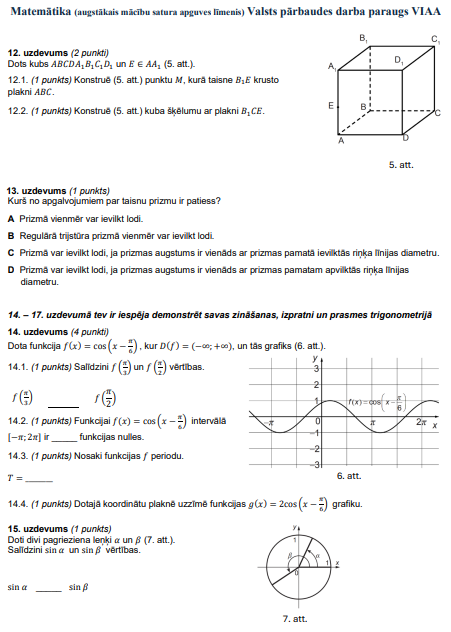 Matemātika (augstākais mācību satura apguves līmenis) Valsts pārbaudes darba paraugs VIAA
12. uzdevums (2 punkti)
Dots kubs ABCDA₁B₁C₁D₁ un E ∈ AA₁ (5. att.).
12.1. (1 punkts) Konstruē (5. att.) punktu M, kurā taisne B₁E krusto
plakni ABC.
12.2. (1 punkts) Konstruē (5. att.) kuba šķēlumu ar plakni B₁CE.
B₁
C₁
A₁
D₁
E
B
C
A
D
5. att.
13. uzdevums (1 punkts)
Kurš no apgalvojumiem par taisnu prizmu ir patiess?
A Prizmā vienmēr var ievilkt lodi.
B Regulārā trijstūra prizmā vienmēr var ievilkt lodi.
C Prizmā var ievilkt lodi, ja prizmas augstums ir vienāds ar prizmas pamatā ievilktās riņķa līnijas diametru.
D Prizmā var ievilkt lodi, ja prizmas augstums ir vienāds ar prizmas pamatam apvilktās riņķa līnijas
diametru.
14. – 17. uzdevumā tev ir iespēja demonstrēt savas zināšanas, izpratni un prasmes trigonometrijā
14. uzdevums (4 punkti)
Dota funkcija f(x) = cos(x − π/6), kur D(f) = (−∞; +∞), un tās grafiks (6. att.).
14.1. (1 punkts) Salīdzini f(π/3) un f(π/2) vērtības.
f(π/3) _____ f(π/2)
14.2. (1 punkts) Funkcijai f(x) = cos(x − π/6) intervālā
[−π; 2π] ir _____ funkcijas nulles.
14.3. (1 punkts) Nosaki funkcijas f periodu.
T = _____
y
3
2
1
f(x)=cos(x − π/6)
−π
0
π
2π
x
−1
−2
−3
6. att.
14.4. (1 punkts) Dotajā koordinātu plaknē uzzīmē funkcijas g(x) = 2cos(x − π/6) grafiku.
15. uzdevums (1 punkts)
Doti divi pagrieziena leņķi α un β (7. att.).
Salīdzini sin α un sin β vērtības.
sin α _____ sin β
y
1
β
α
0
1
x
7. att.